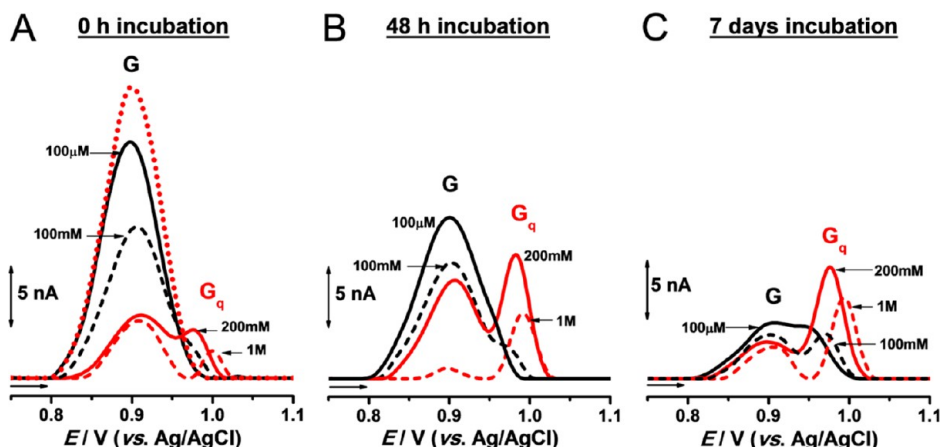 A 0 h incubation
B 48 h incubation
C 7 days incubation
G
100µM
100mM
5 nA
Gq
200mM
1M
0.8 0.9 1.0 1.1
E / V (vs. Ag/AgCl)
G
100µM
Gq
200mM
100mM
5 nA
1M
0.8 0.9 1.0 1.1
E / V (vs. Ag/AgCl)
Gq
200mM
5 nA
G
1M
100µM
100mM
0.8 0.9 1.0 1.1
E / V (vs. Ag/AgCl)